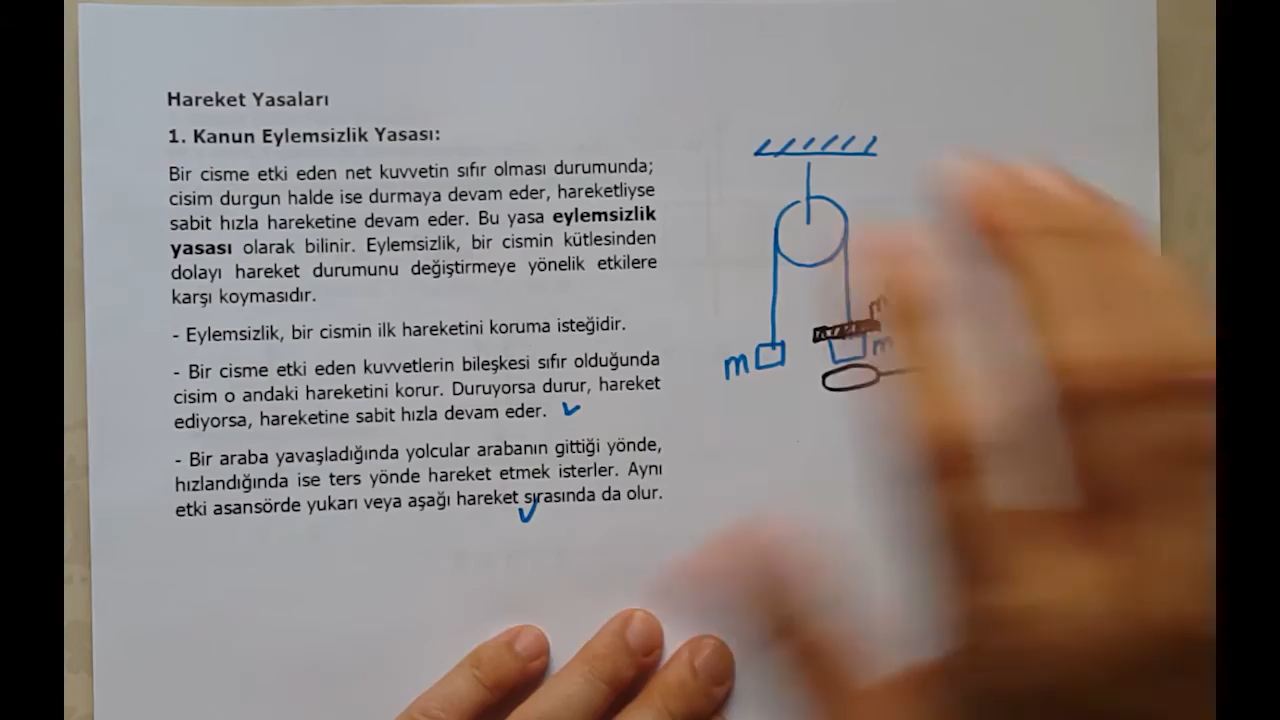 Hareket Yasaları
1. Kanun Eylemsizlik Yasası:
Bir cisme etki eden net kuvvetin sıfır olması durumunda;
cisim durgun halde ise durmaya devam eder, hareketliyse
sabit hızla hareketine devam eder. Bu yasa eylemsizlik
yasası olarak bilinir. Eylemsizlik, bir cismin kütlesinden
dolayı hareket durumunu değiştirmeye yönelik etkilere
karşı koymasıdır.
- Eylemsizlik, bir cismin ilk hareketini koruma isteğidir.
- Bir cisme etki eden kuvvetlerin bileşkesi sıfır olduğunda
cisim o andaki hareketini korur. Duruyorsa durur, hareket
ediyorsa, hareketine sabit hızla devam eder.
- Bir araba yavaşladığında yolcular arabanın gittiği yönde,
hızlandığında ise ters yönde hareket etmek isterler. Aynı
etki asansörde yukarı veya aşağı hareket sırasında da olur.
m
m
m